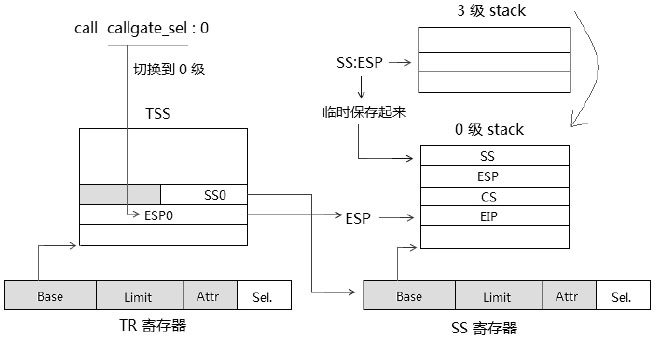 3 级 stack
call callgate_sel : 0
切换到 0 级
SS:ESP
临时保存起来
TSS
0 级 stack
SS
ESP
SS0
CS
ESP0
ESP
EIP
Base
Limit
Attr
Sel.
Base
Limit
Attr
Sel.
TR 寄存器
SS 寄存器